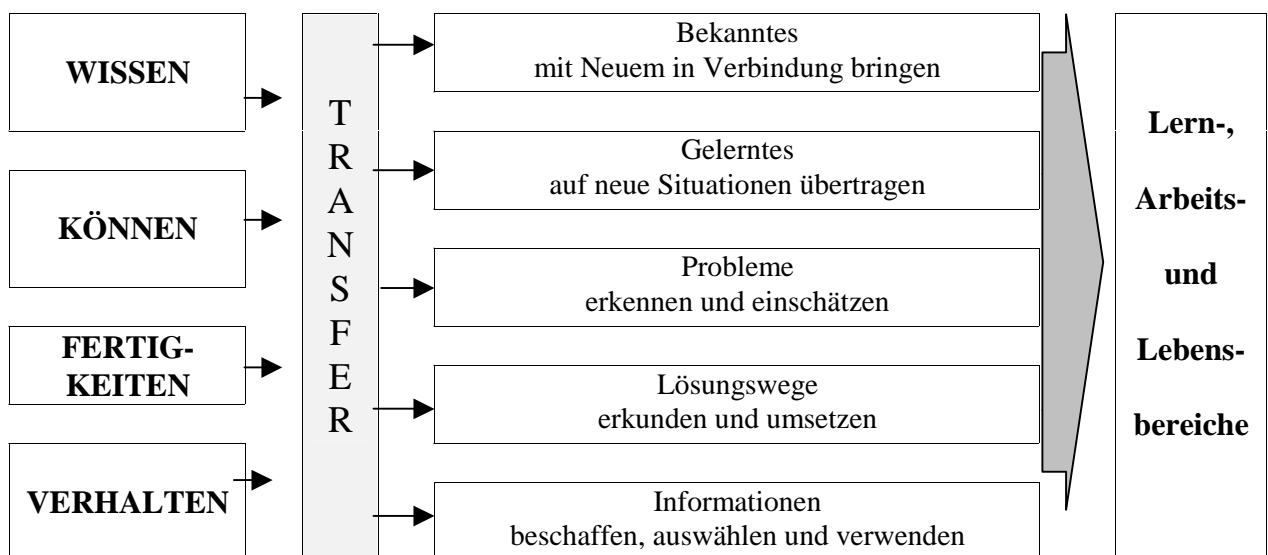 WISSEN
KÖNNEN
FERTIG-
KEITEN
VERHALTEN
T
R
A
N
S
F
E
R
Bekanntes
mit Neuem in Verbindung bringen
Gelerntes
auf neue Situationen übertragen
Probleme
erkennen und einschätzen
Lösungswege
erkunden und umsetzen
Informationen
beschaffen, auswählen und verwenden
Lern-,
Arbeits-
und
Lebens-
bereiche